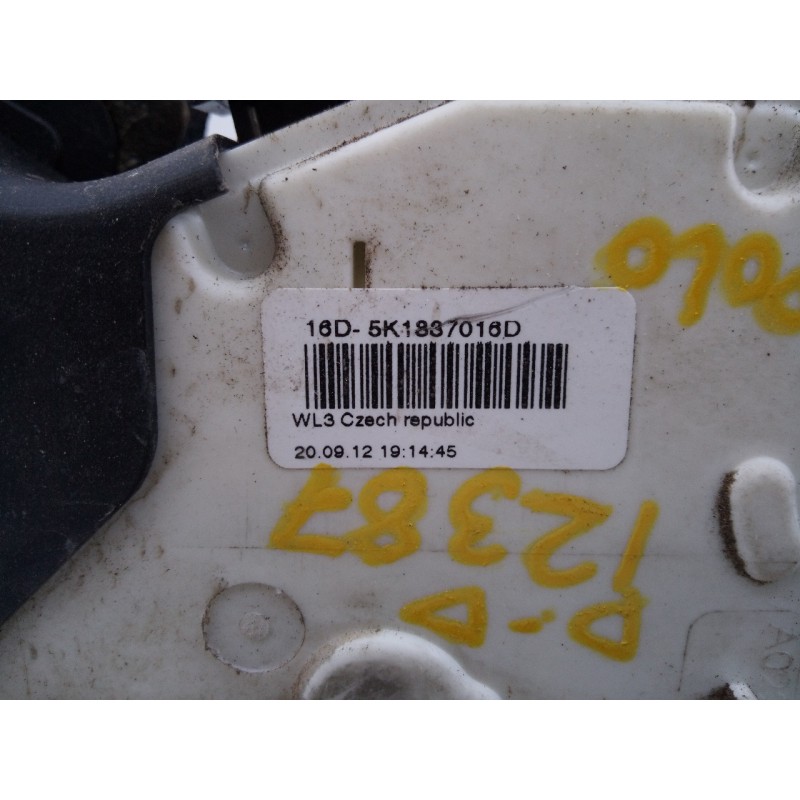 16D- 5K1837016D
WL3 Czech republic
20.09.12 19:14:45
POLO
12387
D-D